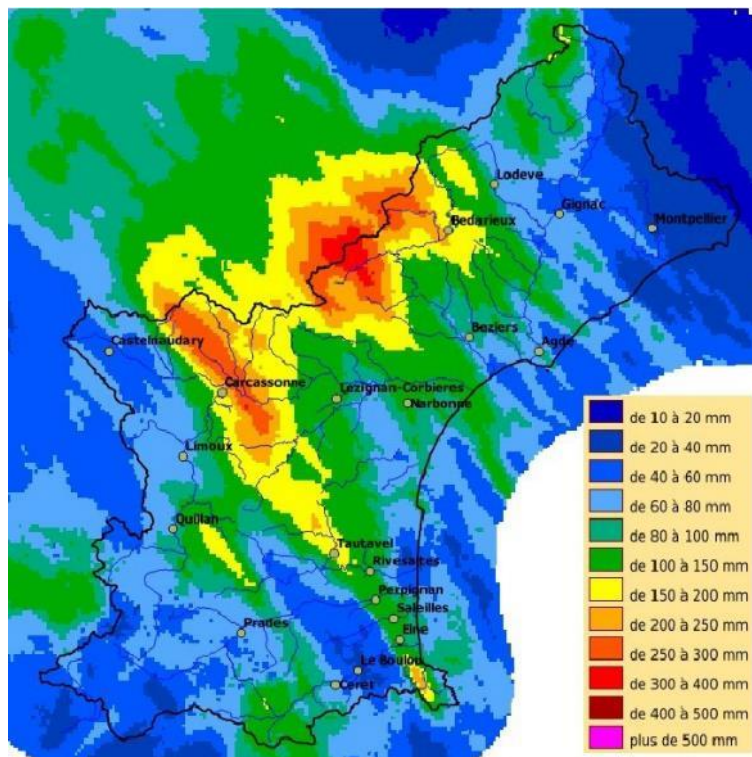 Lodeve
Gignac
Montpellier
Bedarieux
Beziers
Agde
Castelnaudary
Carcassonne
Lezignan-Corbieres
Narbonne
Limoux
Quillan
Tautavel
Rivesaltes
Perpignan
Saleilles
Elne
Prades
Le Boulou
Ceret
de 10 à 20 mm
de 20 à 40 mm
de 40 à 60 mm
de 60 à 80 mm
de 80 à 100 mm
de 100 à 150 mm
de 150 à 200 mm
de 200 à 250 mm
de 250 à 300 mm
de 300 à 400 mm
de 400 à 500 mm
plus de 500 mm